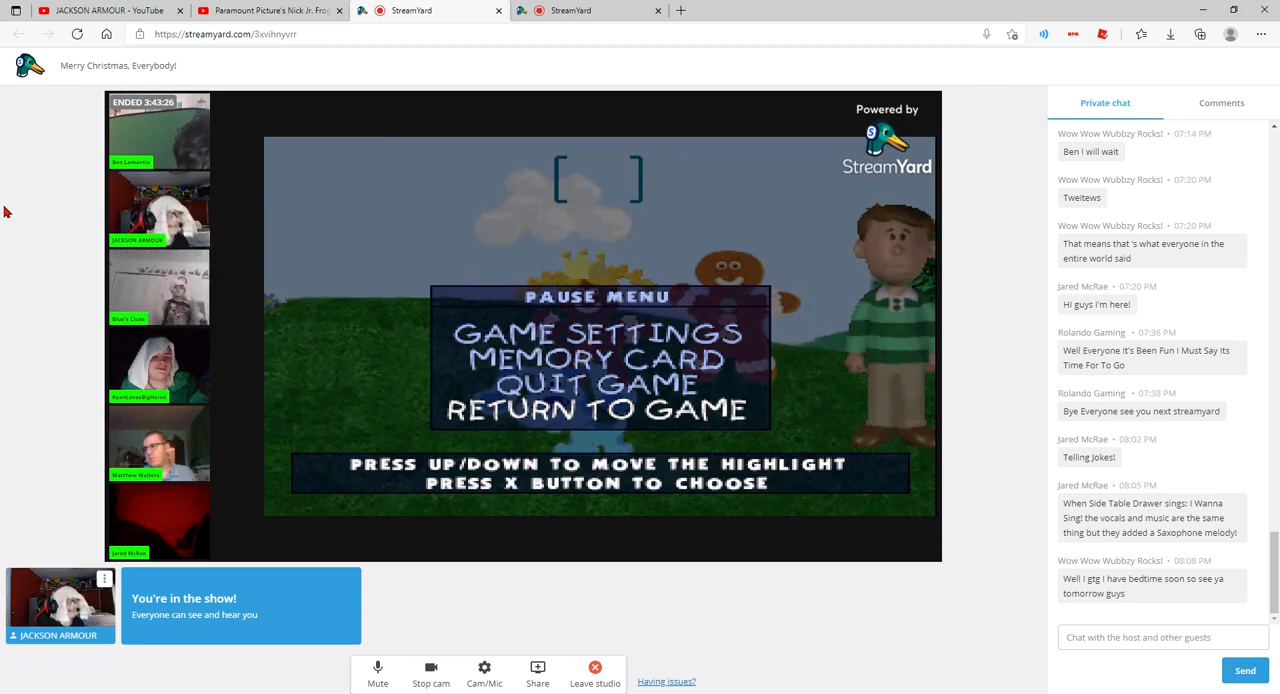 JACKSON ARMOUR - YouTube
Paramount Picture's Nick Jr. Frog
StreamYard
StreamYard
https://streamyard.com/3xvihnyvrr
Merry Christmas, Everybody!
ENDED 3:43:26
Ben Lamarca
JACKSON ARMOUR
Blue's Clues
RyanLovesBigHero6
Matthew Walters
Jared McRae
Powered by
StreamYard
PAUSE MENU
GAME SETTINGS
MEMORY CARD
QUIT GAME
RETURN TO GAME
PRESS UP/DOWN TO MOVE THE HIGHLIGHT
PRESS X BUTTON TO CHOOSE
JACKSON ARMOUR
You're in the show!
Everyone can see and hear you
Mute
Stop cam
Cam/Mic
Share
Leave studio
Having issues?
Private chat
Comments
Wow Wow Wubbzy Rocks! • 07:14 PM
Ben I will wait
Wow Wow Wubbzy Rocks! • 07:20 PM
Tweitews
Wow Wow Wubbzy Rocks! • 07:20 PM
That means that 's what everyone in the
entire world said
Jared McRae • 07:20 PM
HI guys i'm here!
Rolando Gaming • 07:36 PM
Well Everyone It's Been Fun I Must Say Its
Time For To Go
Rolando Gaming • 07:38 PM
Bye Everyone see you next streamyard
Jared McRae • 08:02 PM
Telling Jokes!
Jared McRae • 08:05 PM
When Side Table Drawer sings: I Wanna
Sing! the vocals and music are the same
thing but they added a Saxophone melody!
Wow Wow Wubbzy Rocks! • 08:08 PM
Well I gtg I have bedtime soon so see ya
tomorrow guys
Chat with the host and other guests
Send